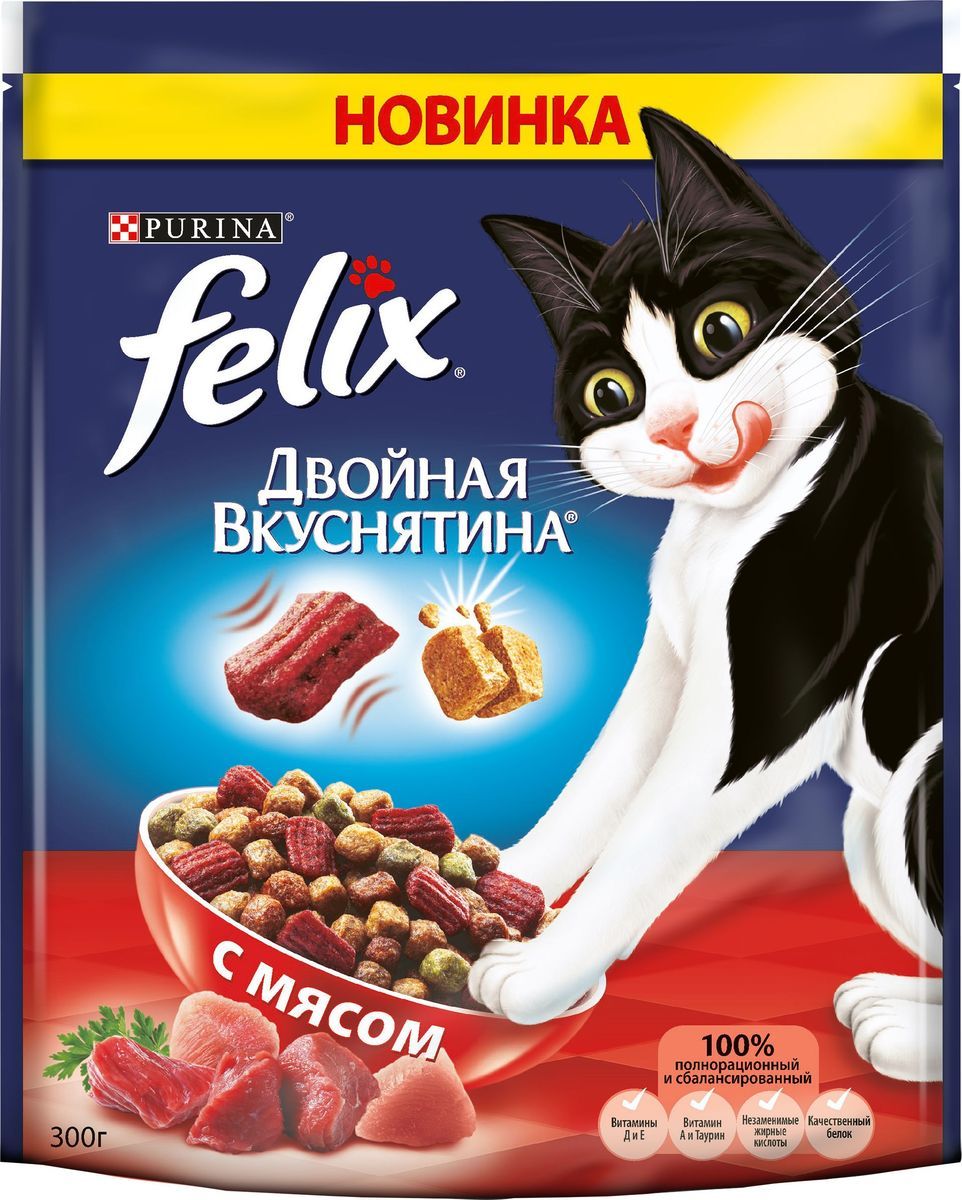 НОВИНКА
PURINA®
felix®
ДВОЙНАЯ
ВКУСНЯТИНА®
С МЯСОМ
100%
полнорационный
и сбалансированный
Витамины
Д и Е
Витамин
А и Таурин
Незаменимые
жирные
кислоты
Качественный
белок
300г